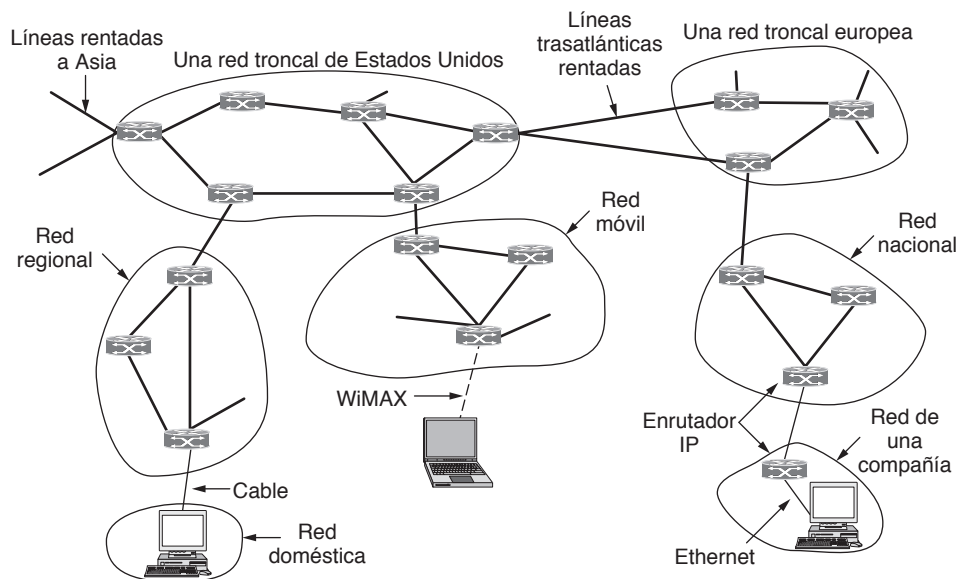 Líneas rentadas
a Asia
Una red troncal de Estados Unidos
Líneas
trasatlánticas
rentadas
Una red troncal europea
Red
regional
Red
móvil
Red
nacional
WiMAX
Enrutador
IP
Red de
una
compañía
Cable
Red
doméstica
Ethernet